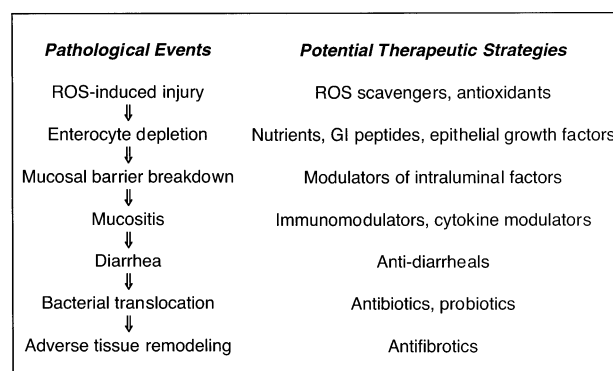 Pathological Events Potential Therapeutic Strategies
ROS-induced injury ROS scavengers, antioxidants
⇓
Enterocyte depletion Nutrients, GI peptides, epithelial growth factors
⇓
Mucosal barrier breakdown Modulators of intraluminal factors
⇓
Mucositis Immunomodulators, cytokine modulators
⇓
Diarrhea Anti-diarrheals
⇓
Bacterial translocation Antibiotics, probiotics
⇓
Adverse tissue remodeling Antifibrotics